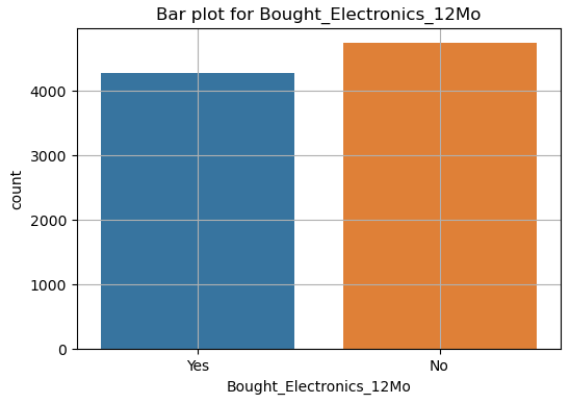 Bar plot for Bought_Electronics_12Mo
count
4000
3000
2000
1000
0
Yes No
Bought_Electronics_12Mo